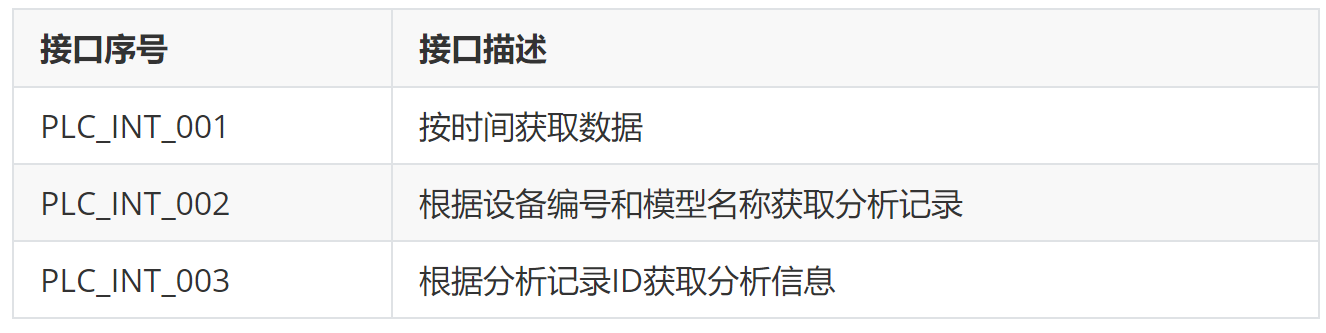 接口序号 接口描述
PLC_INT_001 按时间获取数据
PLC_INT_002 根据设备编号和模型名称获取分析记录
PLC_INT_003 根据分析记录ID获取分析信息